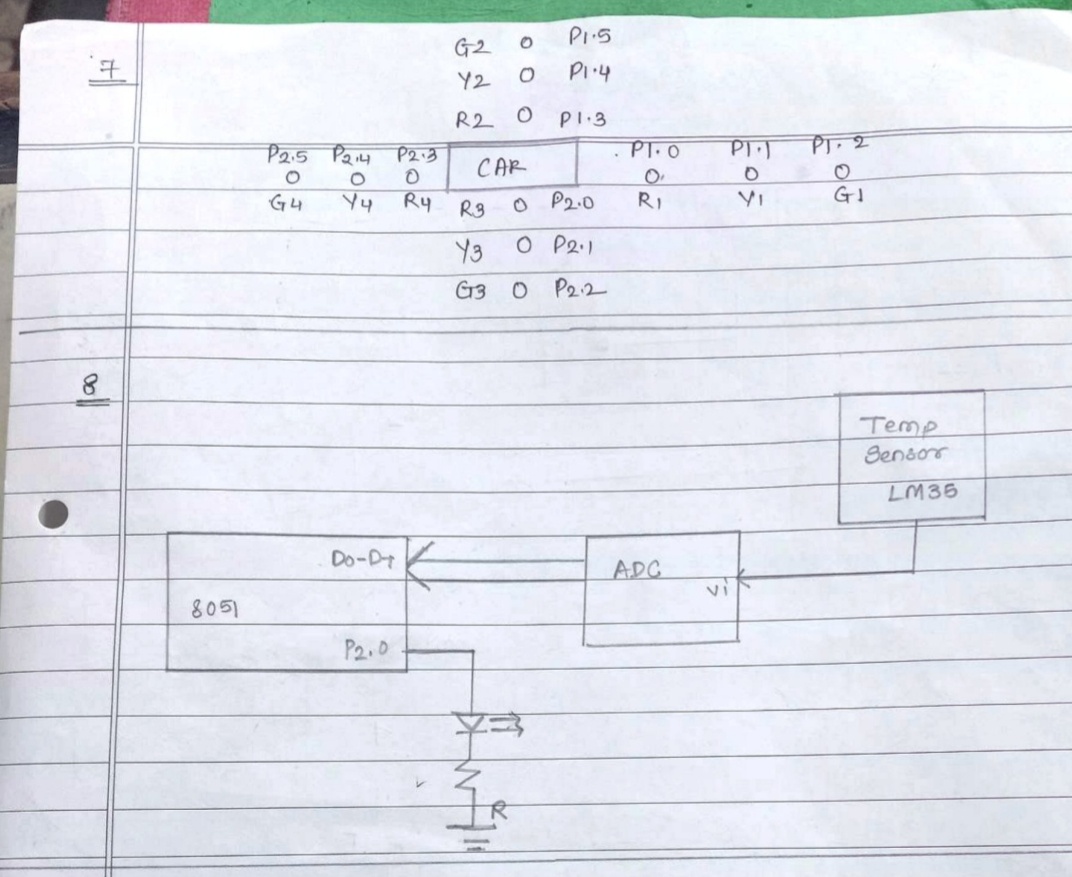 7
G2 O P1.5
Y2 O P1.4
R2 O P1.3
P2.5 P2.4 P2.3 CAR P1.0 P1.1 P1.2
O O O O O O
G4 Y4 R4 R3 O P2.0 R1 Y1 G1
Y3 O P2.1
G3 O P2.2
8
Temp
Sensor
LM35
D0-D7
ADC
Vi
8051
P2.0
R